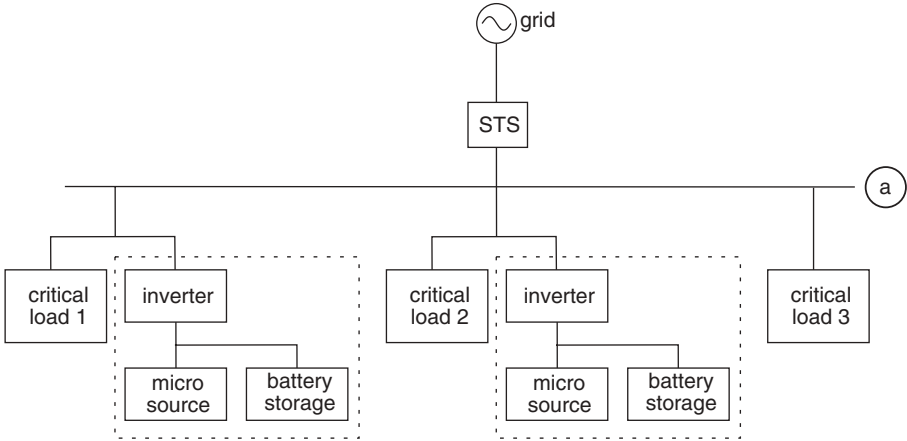 grid
STS
a
critical
load 1
inverter
critical
load 2
inverter
critical
load 3
micro
source
battery
storage
micro
source
battery
storage